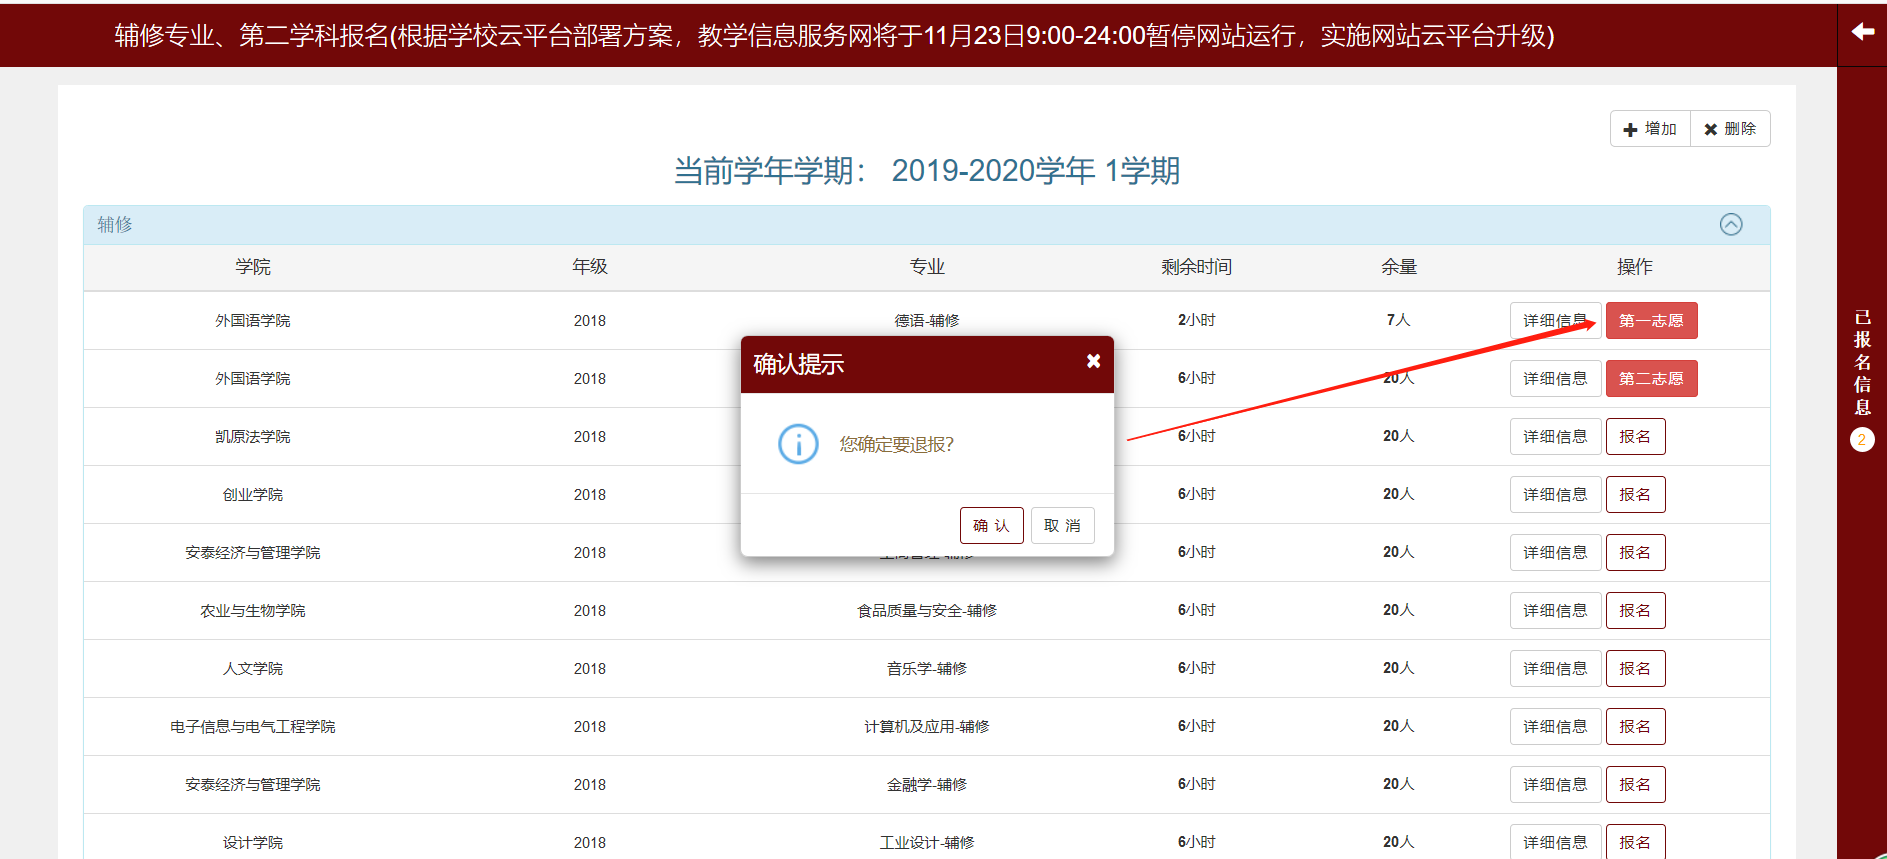 辅修专业、第二学科报名(根据学校云平台部署方案，教学信息服务网将于11月23日9:00-24:00暂停网站运行，实施网站云平台升级)
增加 删除
当前学年学期： 2019-2020学年 1学期
辅修
学院 年级 专业 剩余时间 余量 操作
外国语学院 2018 德语-辅修 2小时 7人 详细信息 第一志愿
外国语学院 2018 6小时 20人 详细信息 第二志愿
凯原法学院 2018 6小时 20人 详细信息 报名
创业学院 2018 6小时 20人 详细信息 报名
安泰经济与管理学院 2018 6小时 20人 详细信息 报名
农业与生物学院 2018 食品质量与安全-辅修 6小时 20人 详细信息 报名
人文学院 2018 音乐学-辅修 6小时 20人 详细信息 报名
电子信息与电气工程学院 2018 计算机及应用-辅修 6小时 20人 详细信息 报名
安泰经济与管理学院 2018 金融学-辅修 6小时 20人 详细信息 报名
设计学院 2018 工业设计-辅修 6小时 20人 详细信息 报名
确认提示
您确定要退报?
确 认 取 消
已报名信息
2